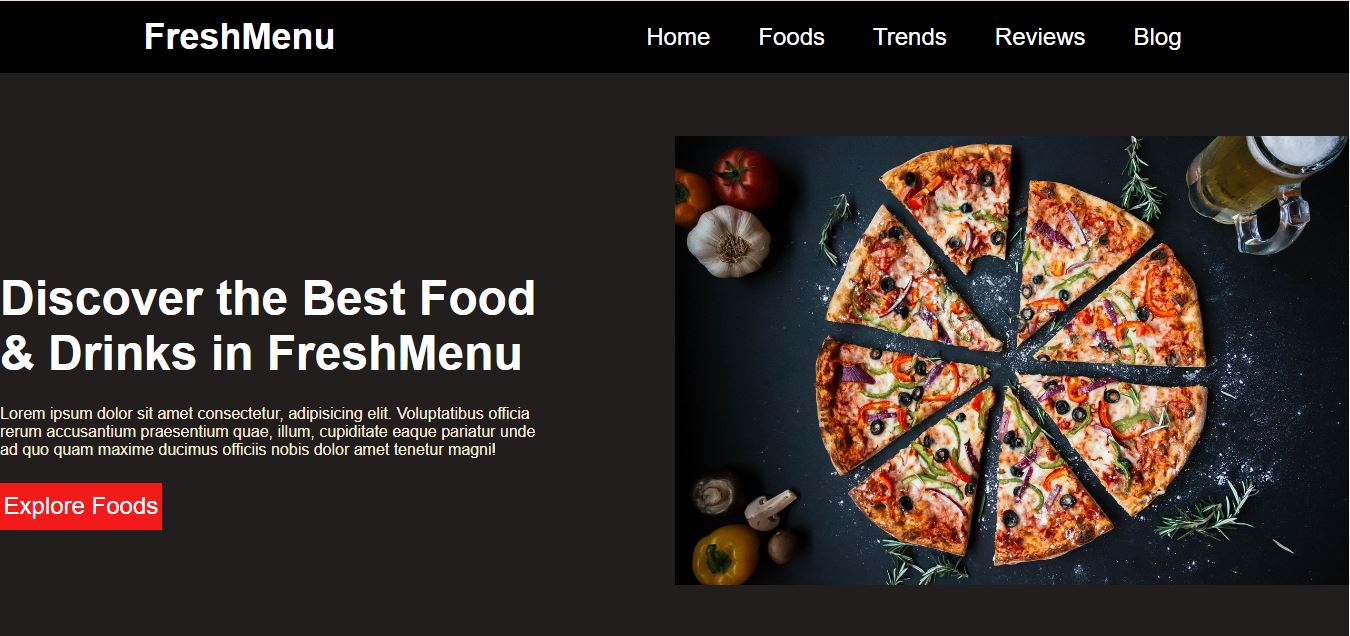 FreshMenu
Home Foods Trends Reviews Blog
Discover the Best Food
& Drinks in FreshMenu
Lorem ipsum dolor sit amet consectetur, adipisicing elit. Voluptatibus officia
rerum accusantium praesentium quae, illum, cupiditate eaque pariatur unde
ad quo quam maxime ducimus officiis nobis dolor amet tenetur magni!
Explore Foods